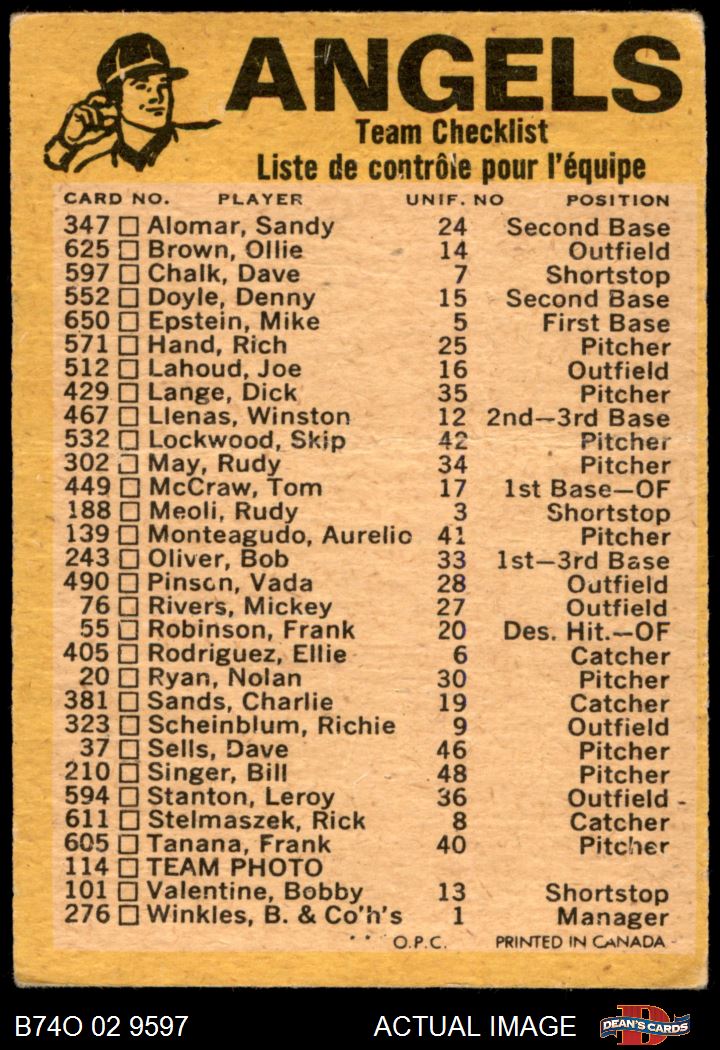 ANGELS
Team Checklist
Liste de contrôle pour l'équipe
CARD NO. PLAYER UNIF. NO POSITION
347 Alomar, Sandy 24 Second Base
625 Brown, Ollie 14 Outfield
597 Chalk, Dave 7 Shortstop
552 Doyle, Denny 15 Second Base
650 Epstein, Mike 5 First Base
571 Hand, Rich 25 Pitcher
512 Lahoud, Joe 16 Outfield
429 Lange, Dick 35 Pitcher
467 Llenas, Winston 12 2nd—3rd Base
532 Lockwood, Skip 42 Pitcher
302 May, Rudy 34 Pitcher
449 McCraw, Tom 17 1st Base—OF
188 Meoli, Rudy 3 Shortstop
139 Monteagudo, Aurelio 41 Pitcher
243 Oliver, Bob 33 1st—3rd Base
490 Pinson, Vada 28 Outfield
76 Rivers, Mickey 27 Outfield
55 Robinson, Frank 20 Des. Hit.—OF
405 Rodriguez, Ellie 6 Catcher
20 Ryan, Nolan 30 Pitcher
381 Sands, Charlie 19 Catcher
323 Scheinblum, Richie 9 Outfield
37 Sells, Dave 46 Pitcher
210 Singer, Bill 48 Pitcher
594 Stanton, Leroy 36 Outfield
611 Stelmaszek, Rick 8 Catcher
605 Tanana, Frank 40 Pitcher
114 TEAM PHOTO
101 Valentine, Bobby 13 Shortstop
276 Winkles, B. & Co'h's 1 Manager
** O.P.C. PRINTED IN CANADA
B74O 02 9597 ACTUAL IMAGE DEAN'S CARDS